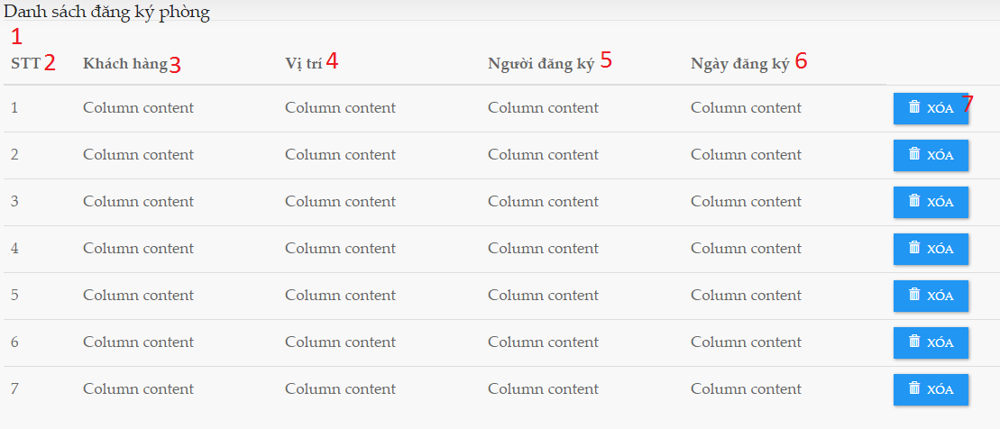 Danh sách đăng ký phòng
1
STT 2 Khách hàng 3 Vị trí 4 Người đăng ký 5 Ngày đăng ký 6
1 Column content Column content Column content Column content XÓA 7
2 Column content Column content Column content Column content XÓA
3 Column content Column content Column content Column content XÓA
4 Column content Column content Column content Column content XÓA
5 Column content Column content Column content Column content XÓA
6 Column content Column content Column content Column content XÓA
7 Column content Column content Column content Column content XÓA